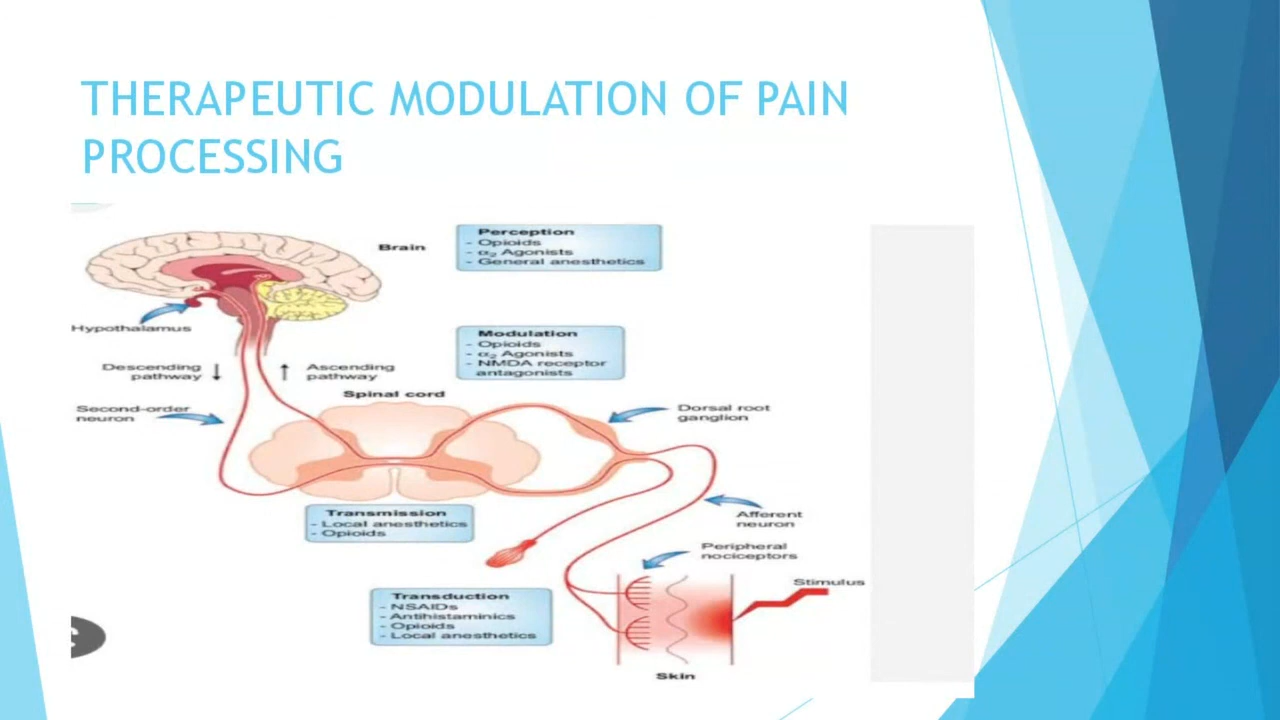 THERAPEUTIC MODULATION OF PAIN
PROCESSING
Perception
- Opioids
- α₂ Agonists
- General anesthetics
Brain
Hypothalamus
Modulation
- Opioids
- α₂ Agonists
- NMDA receptor
antagonists
Descending
pathway
Ascending
pathway
Spinal cord
Second-order
neuron
Dorsal root
ganglion
Transmission
- Local anesthetics
- Opioids
Afferent
neuron
Peripheral
nociceptors
Stimulus
Transduction
- NSAIDs
- Antihistaminics
- Opioids
- Local anesthetics
Skin